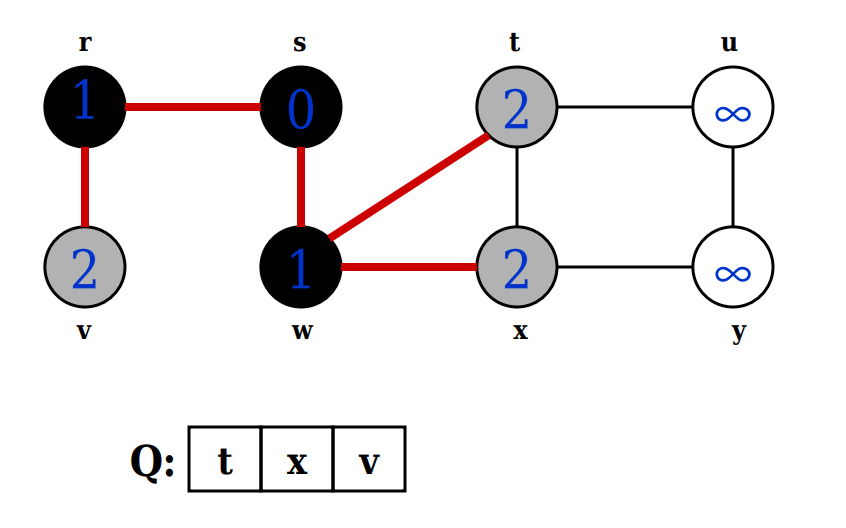 r s t u
1 0 2 ∞
2 1 2 ∞
v w x y
Q: t x v